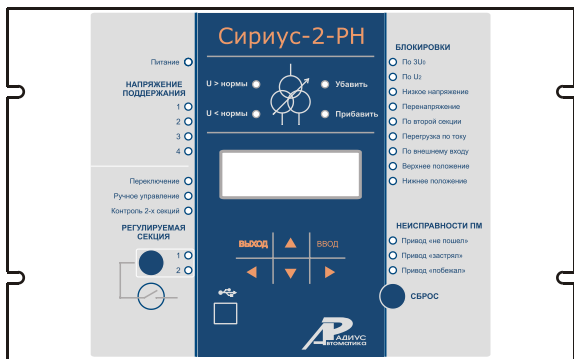 Сириус-2-РН
Питание
НАПРЯЖЕНИЕ
ПОДДЕРЖАНИЯ
1
2
3
4
Переключение
Ручное управление
Контроль 2-х секций
РЕГУЛИРУЕМАЯ
СЕКЦИЯ
1
2
U > нормы
Убавить
U < нормы
Прибавить
ВЫХОД
ВВОД
РАДИУС
АВТОМАТИКА
БЛОКИРОВКИ
По 3U0
По U2
Низкое напряжение
Перенапряжение
По второй секции
Перегрузка по току
По внешнему входу
Верхнее положение
Нижнее положение
НЕИСПРАВНОСТИ ПМ
Привод «не пошел»
Привод «застрял»
Привод «побежал»
СБРОС